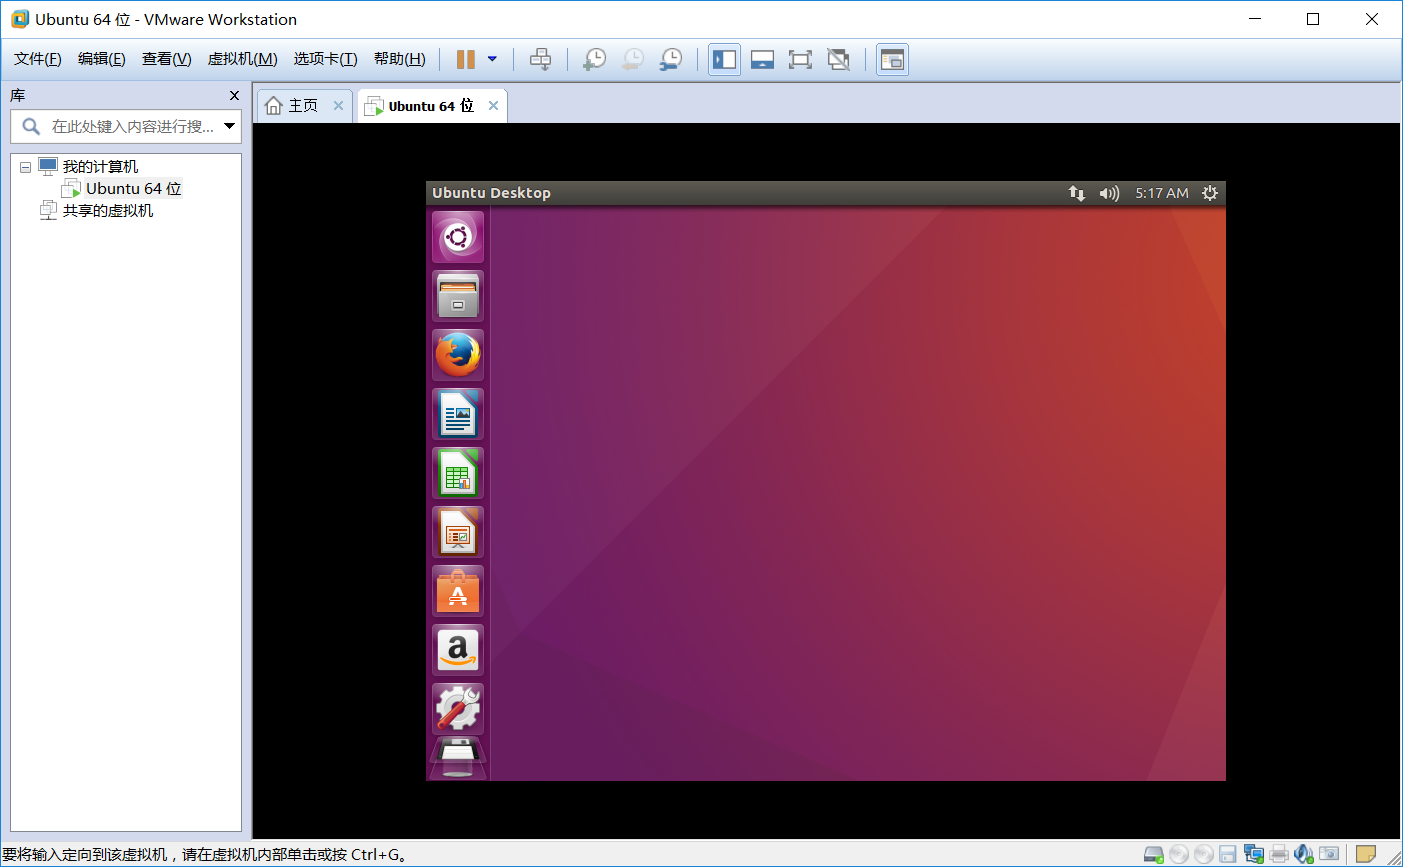 Ubuntu 64 位 - VMware Workstation
文件(F) 编辑(E) 查看(V) 虚拟机(M) 选项卡(T) 帮助(H)
库
在此处键入内容进行搜...
我的计算机
Ubuntu 64 位
共享的虚拟机
主页 Ubuntu 64 位
Ubuntu Desktop 5:17 AM
a
要将输入定向到该虚拟机，请在虚拟机内部单击或按 Ctrl+G。